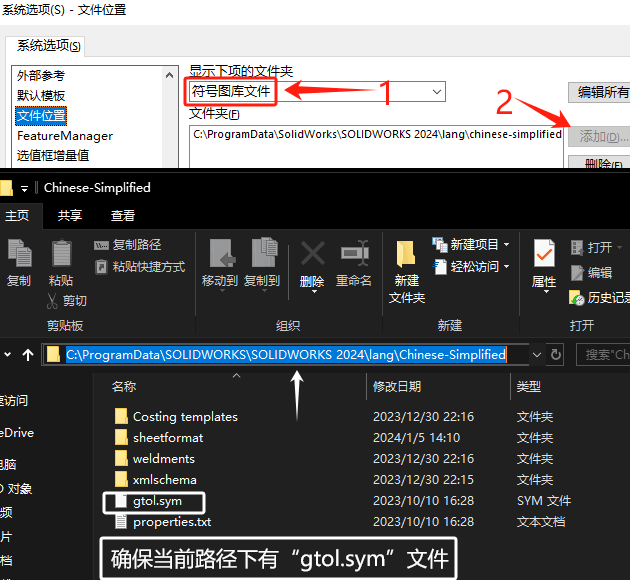 系统选项(S) - 文件位置
系统选项(S)
外部参考
默认模板
文件位置
FeatureManager
选值框增量值
显示下项的文件夹
符号图库文件
1
文件夹(F)
C:\ProgramData\SolidWorks\SOLIDWORKS 2024\lang\chinese-simplified
2
编辑所有
添加(D)...
删除(E)
Chinese-Simplified
主页 共享 查看
复制
粘贴
复制路径
粘贴快捷方式
剪切
剪贴板
移动到 复制到 删除 重命名
组织
新建
文件夹
新建项目
轻松访问
新建
属性
打开
编辑
历史记录
打开
C:\ProgramData\SOLIDWORKS\SOLIDWORKS 2024\lang\Chinese-Simplified
搜索"Ch
速访问
eDrive
电脑
D 对象
频
片
档
名称 修改日期 类型
Costing templates 2023/12/30 22:16 文件夹
sheetformat 2024/1/5 14:10 文件夹
weldments 2023/12/30 22:16 文件夹
xmlschema 2023/12/30 22:15 文件夹
gtol.sym 2023/10/10 16:28 SYM 文件
properties.txt 2023/10/10 16:28 文本文档
确保当前路径下有“gtol.sym”文件